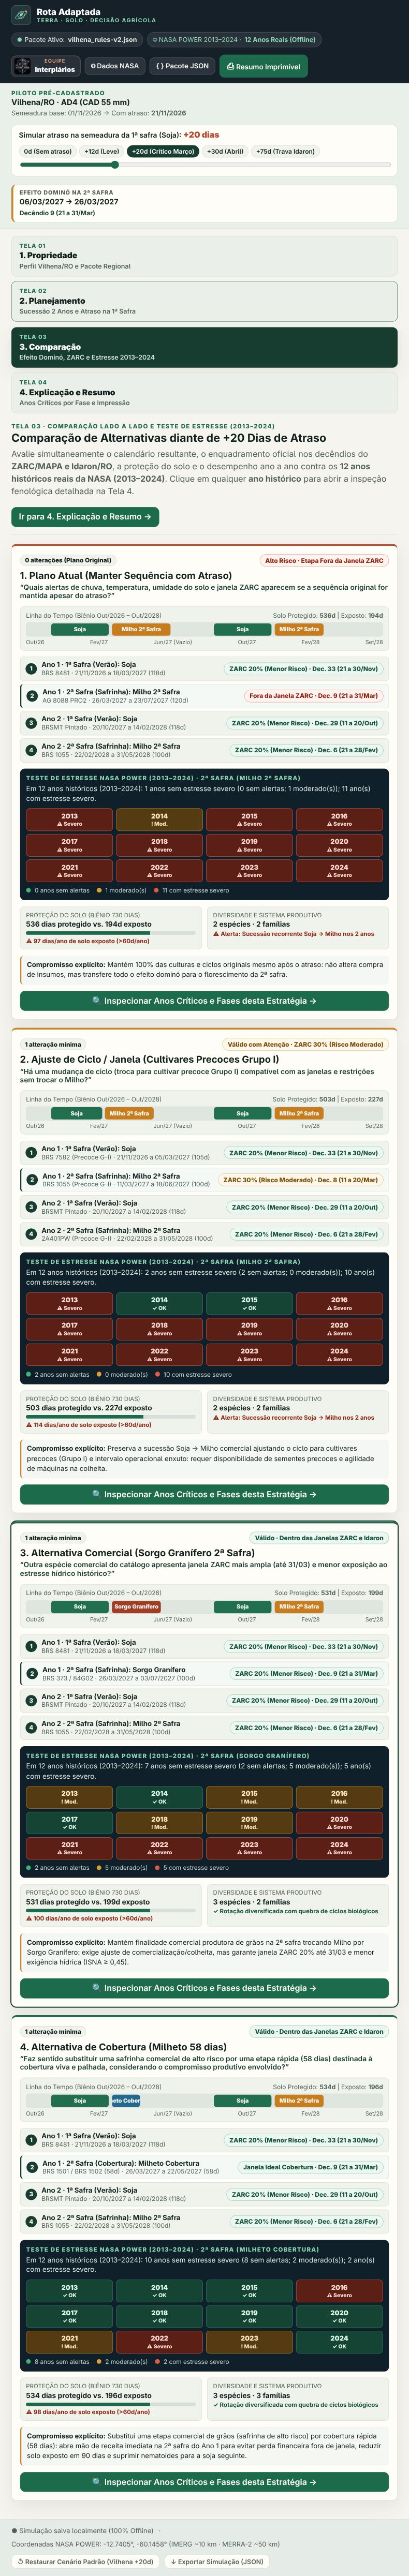 Rota Adaptada
TERRA · SOLO · DECISÃO AGRÍCOLA
Pacote Ativo: vilhena_rules-v2.json
NASA POWER 2013–2024 · 12 Anos Reais (Offline)
EQUIPE
Interplários
Dados NASA
{ } Pacote JSON
Resumo Imprimível
PILOTO PRÉ-CADASTRADO
Vilhena/RO · AD4 (CAD 55 mm)
Semeadura base: 01/11/2026 → Com atraso: 21/11/2026
Simular atraso na semeadura da 1ª safra (Soja): +20 dias
0d (Sem atraso)
+12d (Leve)
+20d (Crítico Março)
+30d (Abril)
+75d (Trava Idaron)
EFEITO DOMINÓ NA 2ª SAFRA
06/03/2027 → 26/03/2027
Decêndio 9 (21 a 31/Mar)
TELA 01
1. Propriedade
Perfil Vilhena/RO e Pacote Regional
TELA 02
2. Planejamento
Sucessão 2 Anos e Atraso na 1ª Safra
TELA 03
3. Comparação
Efeito Dominó, ZARC e Estresse 2013–2024
TELA 04
4. Explicação e Resumo
Anos Críticos por Fase e Impressão
TELA 03 · COMPARAÇÃO LADO A LADO E TESTE DE ESTRESSE (2013–2024)
Comparação de Alternativas diante de +20 Dias de Atraso
Avalie simultaneamente o calendário resultante, o enquadramento oficial nos decêndios do
ZARC/MAPA e Idaron/RO, a proteção do solo e o desempenho ano a ano contra os 12 anos
históricos reais da NASA (2013–2024). Clique em qualquer ano histórico para abrir a inspeção
fenológica detalhada na Tela 4.
Ir para 4. Explicação e Resumo →
0 alterações (Plano Original)
Alto Risco · Etapa Fora da Janela ZARC
1. Plano Atual (Manter Sequência com Atraso)
“Quais alertas de chuva, temperatura, umidade do solo e janela ZARC aparecem se a sequência original for
mantida apesar do atraso?”
Linha do Tempo (Biênio Out/2026 – Out/2028)
Solo Protegido: 536d | Exposto: 194d
Soja
Milho 2ª Safra
Soja
Milho 2ª Safra
Out/26
Fev/27
Jun/27 (Vazio)
Out/27
Fev/28
Set/28
1
Ano 1 · 1ª Safra (Verão): Soja
BRS 8481 · 21/11/2026 a 18/03/2027 (118d)
ZARC 20% (Menor Risco) · Dec. 33 (21 a 30/Nov)
2
Ano 1 · 2ª Safra (Safrinha): Milho 2ª Safra
AG 8088 PRO2 · 26/03/2027 a 23/07/2027 (120d)
Fora da Janela ZARC · Dec. 9 (21 a 31/Mar)
3
Ano 2 · 1ª Safra (Verão): Soja
BRSMT Pintado · 20/10/2027 a 14/02/2028 (118d)
ZARC 20% (Menor Risco) · Dec. 29 (11 a 20/Out)
4
Ano 2 · 2ª Safra (Safrinha): Milho 2ª Safra
BRS 1055 · 22/02/2028 a 31/05/2028 (100d)
ZARC 20% (Menor Risco) · Dec. 6 (21 a 28/Fev)
TESTE DE ESTRESSE NASA POWER (2013–2024) · 2ª SAFRA (MILHO 2ª SAFRA)
Em 12 anos históricos (2013–2024): 1 anos sem estresse severo (0 sem alertas; 1 moderado(s)); 11 ano(s)
com estresse severo.
2013
⚠ Severo
2014
! Mod.
2015
⚠ Severo
2016
⚠ Severo
2017
⚠ Severo
2018
⚠ Severo
2019
⚠ Severo
2020
⚠ Severo
2021
⚠ Severo
2022
⚠ Severo
2023
⚠ Severo
2024
⚠ Severo
0 anos sem alertas
1 moderado(s)
11 com estresse severo
PROTEÇÃO DO SOLO (BIÊNIO 730 DIAS)
536 dias protegido vs. 194d exposto
⚠ 97 dias/ano de solo exposto (>60d/ano)
DIVERSIDADE E SISTEMA PRODUTIVO
2 espécies · 2 famílias
⚠ Alerta: Sucessão recorrente Soja → Milho nos 2 anos
Compromisso explícito: Mantém 100% das culturas e ciclos originais mesmo após o atraso: não altera compra
de insumos, mas transfere todo o efeito dominó para o florescimento da 2ª safra.
🔍 Inspecionar Anos Críticos e Fases desta Estratégia →
1 alteração mínima
Válido com Atenção · ZARC 30% (Risco Moderado)
2. Ajuste de Ciclo / Janela (Cultivares Precoces Grupo I)
“Há uma mudança de ciclo (troca para cultivar precoce Grupo I) compatível com as janelas e restrições
sem trocar o Milho?”
Linha do Tempo (Biênio Out/2026 – Out/2028)
Solo Protegido: 503d | Exposto: 227d
Soja
Milho 2ª Safra
Soja
Milho 2ª Safra
Out/26
Fev/27
Jun/27 (Vazio)
Out/27
Fev/28
Set/28
1
Ano 1 · 1ª Safra (Verão): Soja
BRS 7582 (Precoce G-I) · 21/11/2026 a 05/03/2027 (105d)
ZARC 20% (Menor Risco) · Dec. 33 (21 a 30/Nov)
2
Ano 1 · 2ª Safra (Safrinha): Milho 2ª Safra
BRS 1055 (Precoce G-I) · 11/03/2027 a 18/06/2027 (100d)
ZARC 30% (Risco Moderado) · Dec. 8 (11 a 20/Mar)
3
Ano 2 · 1ª Safra (Verão): Soja
BRSMT Pintado · 20/10/2027 a 14/02/2028 (118d)
ZARC 20% (Menor Risco) · Dec. 29 (11 a 20/Out)
4
Ano 2 · 2ª Safra (Safrinha): Milho 2ª Safra
2A401PW (Precoce G-I) · 22/02/2028 a 31/05/2028 (100d)
ZARC 20% (Menor Risco) · Dec. 6 (21 a 28/Fev)
TESTE DE ESTRESSE NASA POWER (2013–2024) · 2ª SAFRA (MILHO 2ª SAFRA)
Em 12 anos históricos (2013–2024): 2 anos sem estresse severo (2 sem alertas; 0 moderado(s)); 10 ano(s)
com estresse severo.
2013
⚠ Severo
2014
✓ OK
2015
✓ OK
2016
⚠ Severo
2017
⚠ Severo
2018
⚠ Severo
2019
⚠ Severo
2020
⚠ Severo
2021
⚠ Severo
2022
⚠ Severo
2023
⚠ Severo
2024
⚠ Severo
2 anos sem alertas
0 moderado(s)
10 com estresse severo
PROTEÇÃO DO SOLO (BIÊNIO 730 DIAS)
503 dias protegido vs. 227d exposto
⚠ 114 dias/ano de solo exposto (>60d/ano)
DIVERSIDADE E SISTEMA PRODUTIVO
2 espécies · 2 famílias
⚠ Alerta: Sucessão recorrente Soja → Milho nos 2 anos
Compromisso explícito: Preserva a sucessão Soja → Milho comercial ajustando o ciclo para cultivares
precoces (Grupo I) e intervalo operacional enxuto: requer disponibilidade de sementes precoces e agilidade
de máquinas na colheita.
🔍 Inspecionar Anos Críticos e Fases desta Estratégia →
1 alteração mínima
Válido · Dentro das Janelas ZARC e Idaron
3. Alternativa Comercial (Sorgo Granífero 2ª Safra)
“Outra espécie comercial do catálogo apresenta janela ZARC mais ampla (até 31/03) e menor exposição ao
estresse hídrico histórico?”
Linha do Tempo (Biênio Out/2026 – Out/2028)
Solo Protegido: 531d | Exposto: 199d
Soja
Sorgo Granífero
Soja
Milho 2ª Safra
Out/26
Fev/27
Jun/27 (Vazio)
Out/27
Fev/28
Set/28
1
Ano 1 · 1ª Safra (Verão): Soja
BRS 8481 · 21/11/2026 a 18/03/2027 (118d)
ZARC 20% (Menor Risco) · Dec. 33 (21 a 30/Nov)
2
Ano 1 · 2ª Safra (Safrinha): Sorgo Granífero
BRS 373 / 84G02 · 26/03/2027 a 03/07/2027 (100d)
ZARC 20% (Menor Risco) · Dec. 9 (21 a 31/Mar)
3
Ano 2 · 1ª Safra (Verão): Soja
BRSMT Pintado · 20/10/2027 a 14/02/2028 (118d)
ZARC 20% (Menor Risco) · Dec. 29 (11 a 20/Out)
4
Ano 2 · 2ª Safra (Safrinha): Milho 2ª Safra
BRS 1055 · 22/02/2028 a 31/05/2028 (100d)
ZARC 20% (Menor Risco) · Dec. 6 (21 a 28/Fev)
TESTE DE ESTRESSE NASA POWER (2013–2024) · 2ª SAFRA (SORGO GRANÍFERO)
Em 12 anos históricos (2013–2024): 7 anos sem estresse severo (2 sem alertas; 5 moderado(s)); 5 ano(s)
com estresse severo.
2013
! Mod.
2014
✓ OK
2015
! Mod.
2016
! Mod.
2017
✓ OK
2018
! Mod.
2019
! Mod.
2020
⚠ Severo
2021
⚠ Severo
2022
⚠ Severo
2023
⚠ Severo
2024
⚠ Severo
2 anos sem alertas
5 moderado(s)
5 com estresse severo
PROTEÇÃO DO SOLO (BIÊNIO 730 DIAS)
531 dias protegido vs. 199d exposto
⚠ 100 dias/ano de solo exposto (>60d/ano)
DIVERSIDADE E SISTEMA PRODUTIVO
3 espécies · 2 famílias
✓ Rotação diversificada com quebra de ciclos biológicos
Compromisso explícito: Mantém finalidade comercial produtora de grãos na 2ª safra trocando Milho por
Sorgo Granífero: exige ajuste de comercialização/colheita, mas garante janela ZARC 20% até 31/03 e menor
exigência hídrica (ISNA ≥ 0,45).
🔍 Inspecionar Anos Críticos e Fases desta Estratégia →
1 alteração mínima
Válido · Dentro das Janelas ZARC e Idaron
4. Alternativa de Cobertura (Milheto 58 dias)
“Faz sentido substituir uma safrinha comercial de alto risco por uma etapa rápida (58 dias) destinada à
cobertura viva e palhada, considerando o compromisso produtivo envolvido?”
Linha do Tempo (Biênio Out/2026 – Out/2028)
Solo Protegido: 534d | Exposto: 196d
Soja
eto Cober
Soja
Milho 2ª Safra
Out/26
Fev/27
Jun/27 (Vazio)
Out/27
Fev/28
Set/28
1
Ano 1 · 1ª Safra (Verão): Soja
BRS 8481 · 21/11/2026 a 18/03/2027 (118d)
ZARC 20% (Menor Risco) · Dec. 33 (21 a 30/Nov)
2
Ano 1 · 2ª Safra (Cobertura): Milheto Cobertura
BRS 1501 / BRS 1502 (58d) · 26/03/2027 a 22/05/2027 (58d)
Janela Ideal Cobertura · Dec. 9 (21 a 31/Mar)
3
Ano 2 · 1ª Safra (Verão): Soja
BRSMT Pintado · 20/10/2027 a 14/02/2028 (118d)
ZARC 20% (Menor Risco) · Dec. 29 (11 a 20/Out)
4
Ano 2 · 2ª Safra (Safrinha): Milho 2ª Safra
BRS 1055 · 22/02/2028 a 31/05/2028 (100d)
ZARC 20% (Menor Risco) · Dec. 6 (21 a 28/Fev)
TESTE DE ESTRESSE NASA POWER (2013–2024) · 2ª SAFRA (MILHETO COBERTURA)
Em 12 anos históricos (2013–2024): 10 anos sem estresse severo (8 sem alertas; 2 moderado(s)); 2 ano(s)
com estresse severo.
2013
✓ OK
2014
✓ OK
2015
✓ OK
2016
⚠ Severo
2017
✓ OK
2018
✓ OK
2019
✓ OK
2020
✓ OK
2021
! Mod.
2022
⚠ Severo
2023
! Mod.
2024
✓ OK
8 anos sem alertas
2 moderado(s)
2 com estresse severo
PROTEÇÃO DO SOLO (BIÊNIO 730 DIAS)
534 dias protegido vs. 196d exposto
⚠ 98 dias/ano de solo exposto (>60d/ano)
DIVERSIDADE E SISTEMA PRODUTIVO
3 espécies · 3 famílias
✓ Rotação diversificada com quebra de ciclos biológicos
Compromisso explícito: Substitui uma etapa comercial de grãos (safrinha de alto risco) por cobertura rápida
(58 dias): abre mão de receita imediata na 2ª safra do Ano 1 para evitar perda financeira fora de janela, reduzir
solo exposto em 90 dias e suprimir nematoides para a soja seguinte.
🔍 Inspecionar Anos Críticos e Fases desta Estratégia →
Simulação salva localmente (100% Offline) ·
Coordenadas NASA POWER: -12.7405°, -60.1458° (IMERG ~10 km · MERRA-2 ~50 km)
↺ Restaurar Cenário Padrão (Vilhena +20d)
↓ Exportar Simulação (JSON)